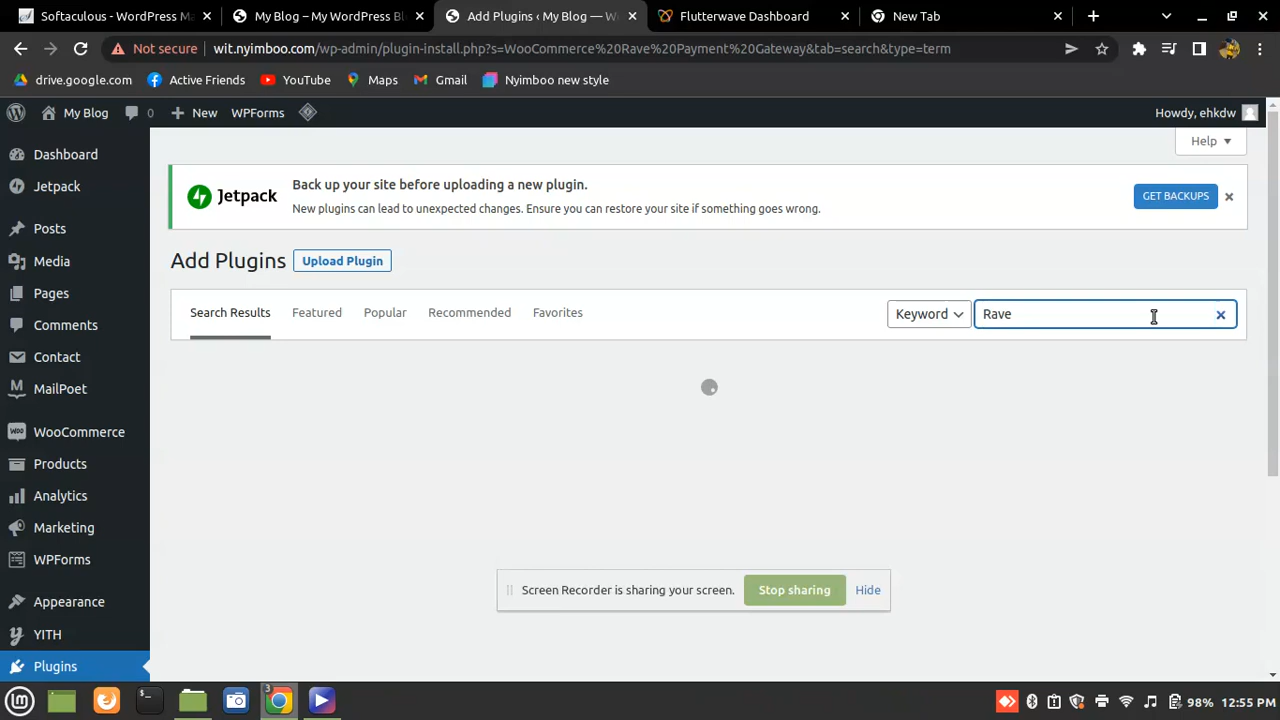 Softaculous - WordPress Ma
My Blog – My WordPress Bl
Add Plugins ‹ My Blog — W
Flutterwave Dashboard
New Tab
Not secure
wit.nyimboo.com/wp-admin/plugin-install.php?s=WooCommerce%20Rave%20Payment%20Gateway&tab=search&type=term
drive.google.com
Active Friends
YouTube
Maps
Gmail
Nyimboo new style
My Blog
0
New
WPForms
Howdy, ehkdw
Help
Dashboard
Jetpack
Posts
Media
Pages
Comments
Contact
MailPoet
WooCommerce
Products
Analytics
Marketing
WPForms
Appearance
YITH
Plugins
Jetpack
Back up your site before uploading a new plugin.
New plugins can lead to unexpected changes. Ensure you can restore your site if something goes wrong.
GET BACKUPS
Add Plugins
Upload Plugin
Search Results
Featured
Popular
Recommended
Favorites
Keyword
Rave
Screen Recorder is sharing your screen.
Stop sharing
Hide
3
98%
12:55 PM